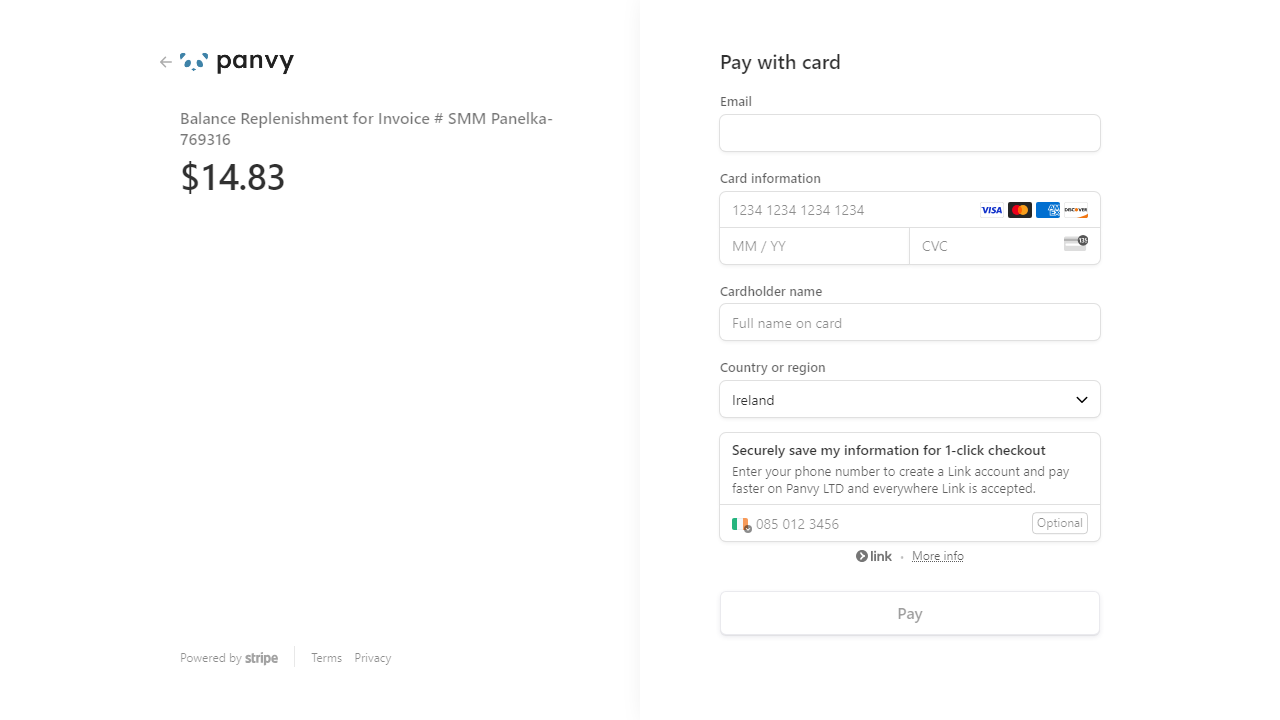 panvy
Balance Replenishment for Invoice # SMM Panelka-
769316
$14.83
Powered by stripe
Terms
Privacy
Pay with card
Email
Card information
1234 1234 1234 1234
VISA
AM
EX
DISCOVER
MM / YY
CVC
135
Cardholder name
Full name on card
Country or region
Ireland
Securely save my information for 1-click checkout
Enter your phone number to create a Link account and pay
faster on Panvy LTD and everywhere Link is accepted.
085 012 3456
Optional
link
More info
Pay